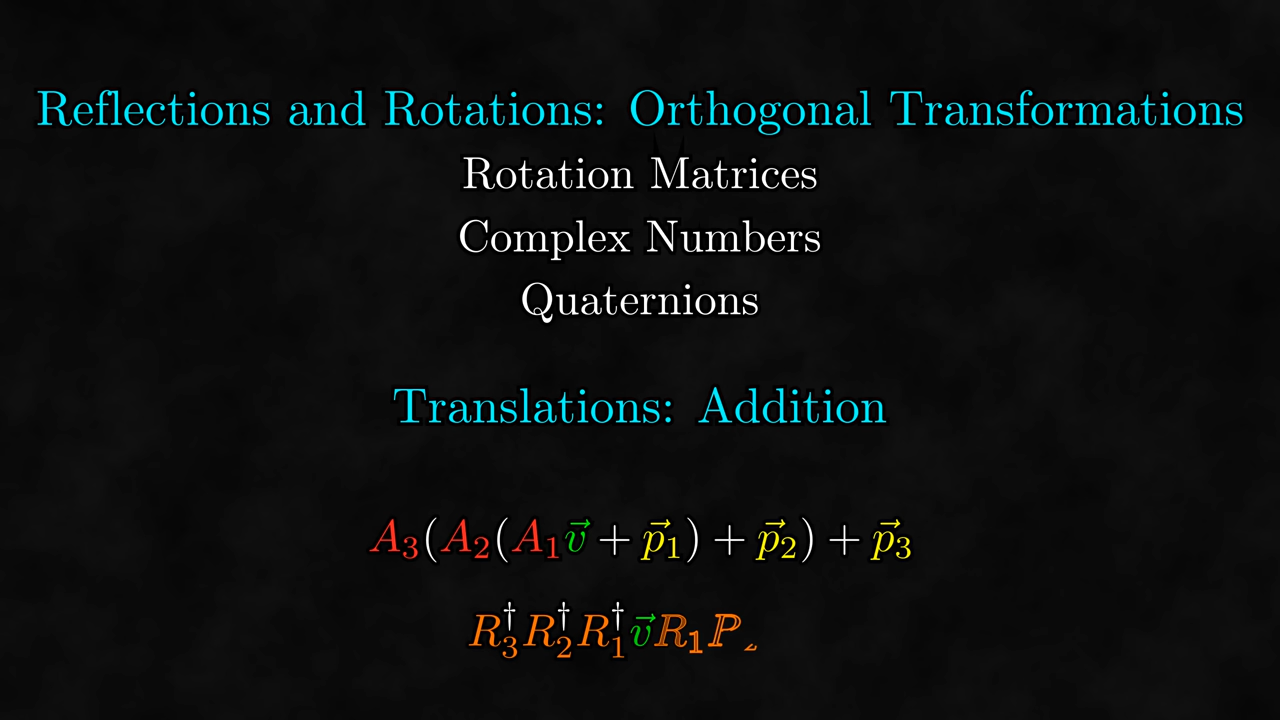 Reflections and Rotations: Orthogonal Transformations
Rotation Matrices
Complex Numbers
Quaternions
Translations: Addition
A₃(A₂(A₁v⃗ + p⃗₁) + p⃗₂) + p⃗₃
R₃†R₂†R₁†v⃗R₁